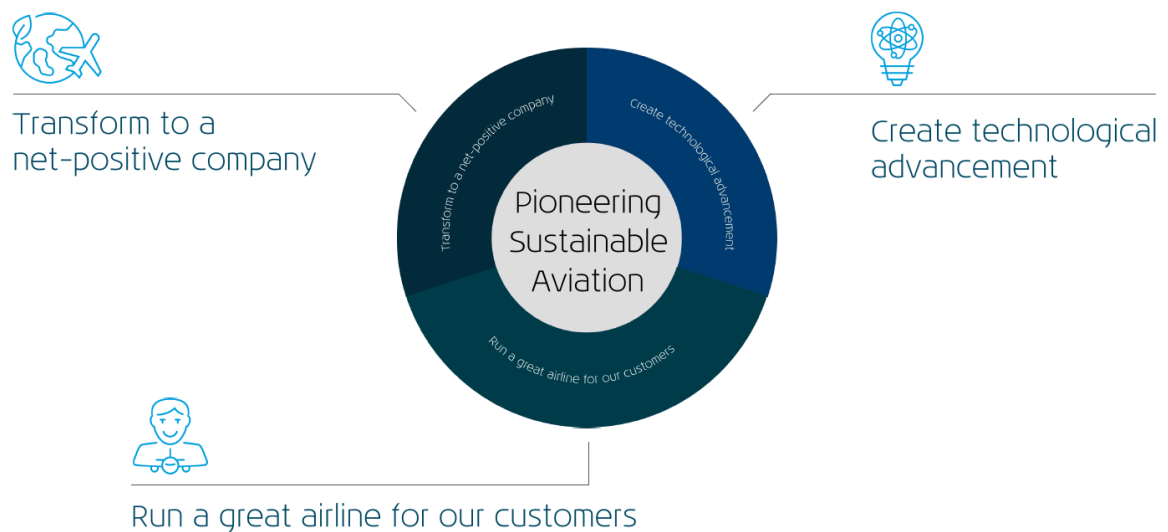 Transform to a
net-positive company
Create technological
advancement
Transform to a net-positive company
Create technological advancement
Pioneering
Sustainable
Aviation
Run a great airline for our customers
Run a great airline for our customers